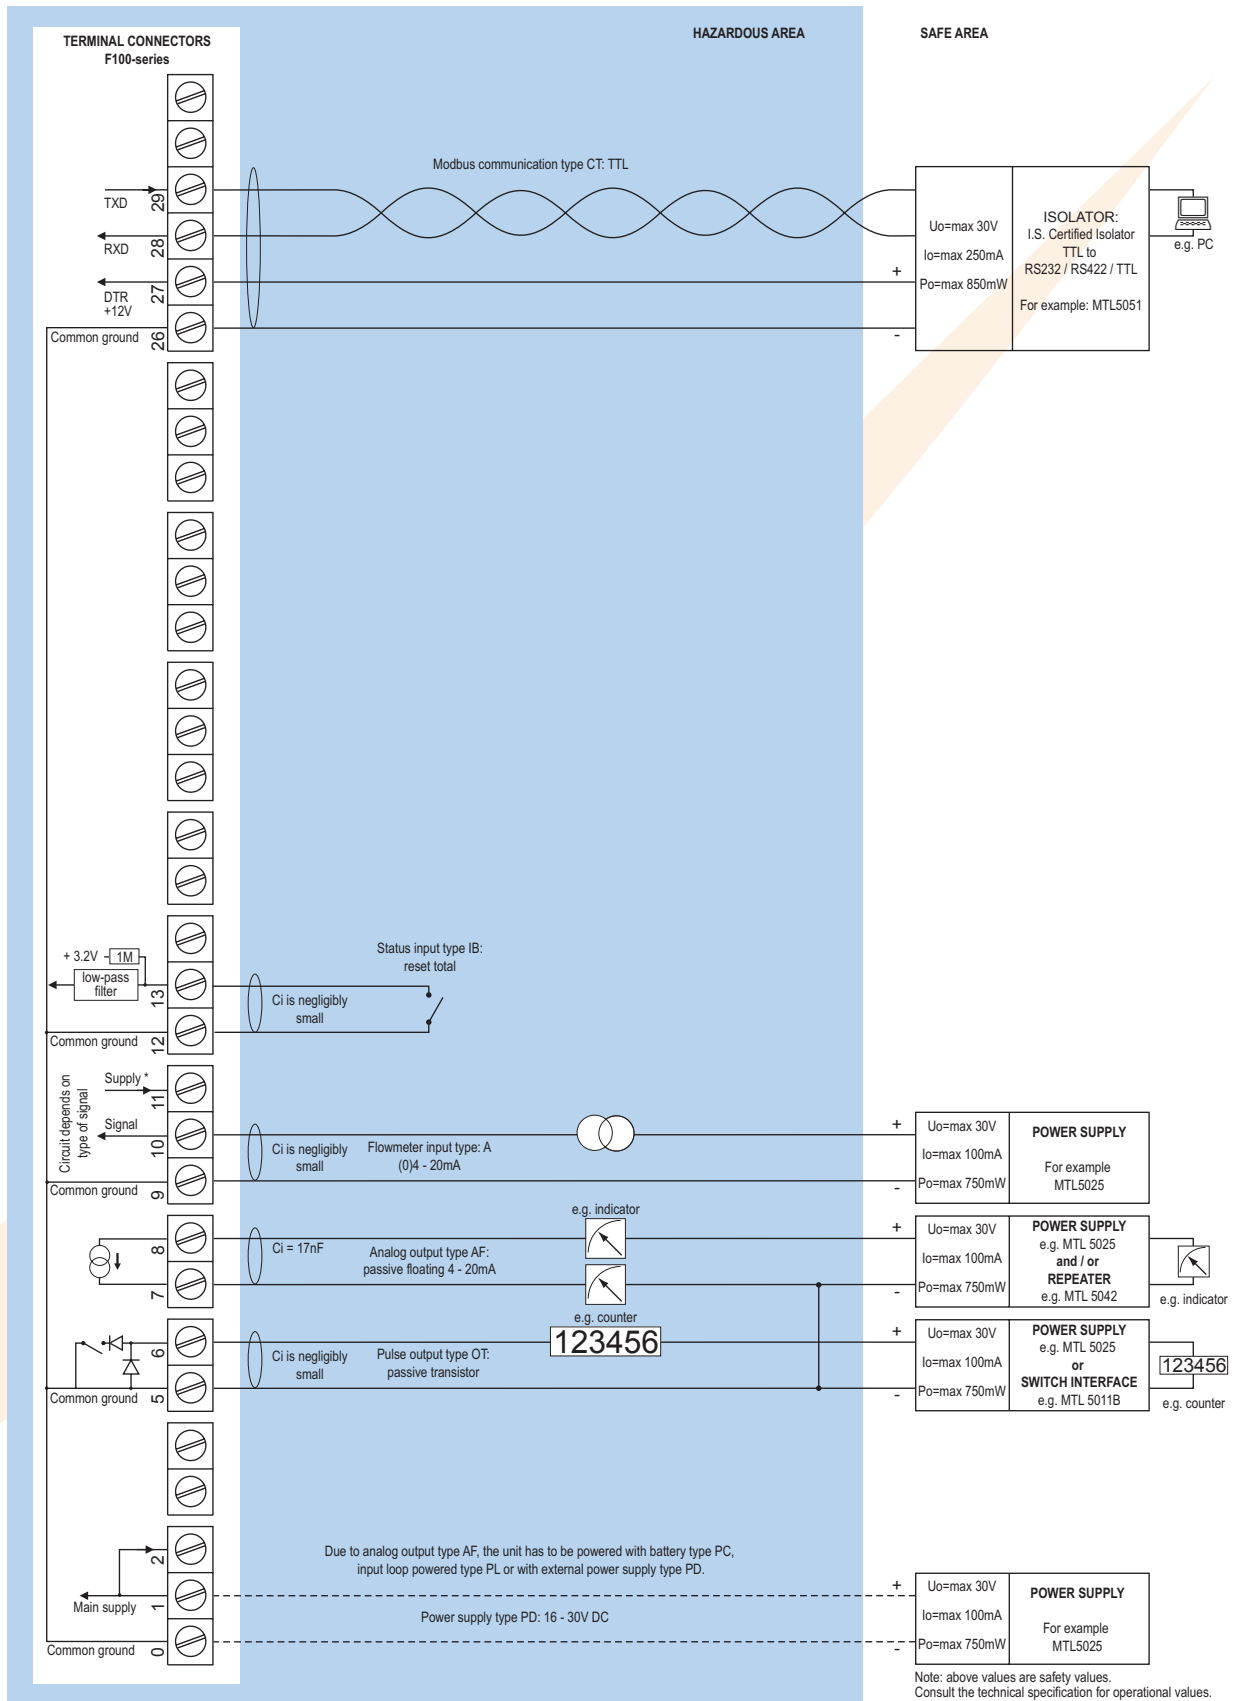 TERMINAL CONNECTORS
F100-series
HAZARDOUS AREA
SAFE AREA
Modbus communication type CT: TTL
TXD
29
RXD
28
DTR
+12V
27
Common ground
26
+
-
Uo=max 30V
Io=max 250mA
Po=max 850mW
ISOLATOR:
I.S. Certified Isolator
TTL to
RS232 / RS422 / TTL
For example: MTL5051
e.g. PC
+ 3.2V
1M
low-pass
filter
13
Common ground
12
Ci is negligibly
small
Status input type IB:
reset total
Circuit depends on
type of signal
Supply *
11
Signal
10
Common ground
9
Ci is negligibly
small
Flowmeter input type: A
(0)4 - 20mA
+
-
Uo=max 30V
Io=max 100mA
Po=max 750mW
POWER SUPPLY
For example
MTL5025
8
7
Ci = 17nF
Analog output type AF:
passive floating 4 - 20mA
e.g. indicator
+
-
Uo=max 30V
Io=max 100mA
Po=max 750mW
POWER SUPPLY
e.g. MTL 5025
and / or
REPEATER
e.g. MTL 5042
e.g. indicator
6
Common ground
5
Ci is negligibly
small
Pulse output type OT:
passive transistor
e.g. counter
123456
+
-
Uo=max 30V
Io=max 100mA
Po=max 750mW
POWER SUPPLY
e.g. MTL 5025
or
SWITCH INTERFACE
e.g. MTL 5011B
123456
e.g. counter
2
Main supply
1
Common ground
0
Due to analog output type AF, the unit has to be powered with battery type PC,
input loop powered type PL or with external power supply type PD.
Power supply type PD: 16 - 30V DC
+
-
Uo=max 30V
Io=max 100mA
Po=max 750mW
POWER SUPPLY
For example
MTL5025
Note: above values are safety values.
Consult the technical specification for operational values.